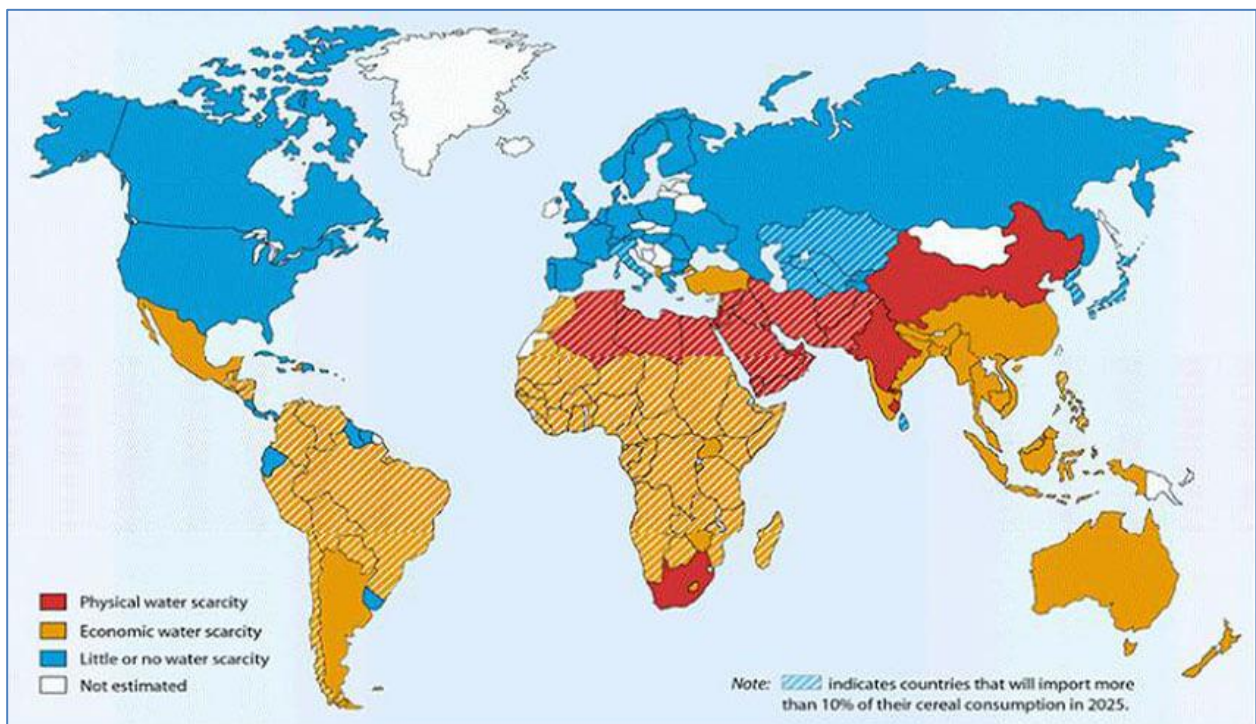 Physical water scarcity
Economic water scarcity
Little or no water scarcity
Not estimated
Note: indicates countries that will import more
than 10% of their cereal consumption in 2025.